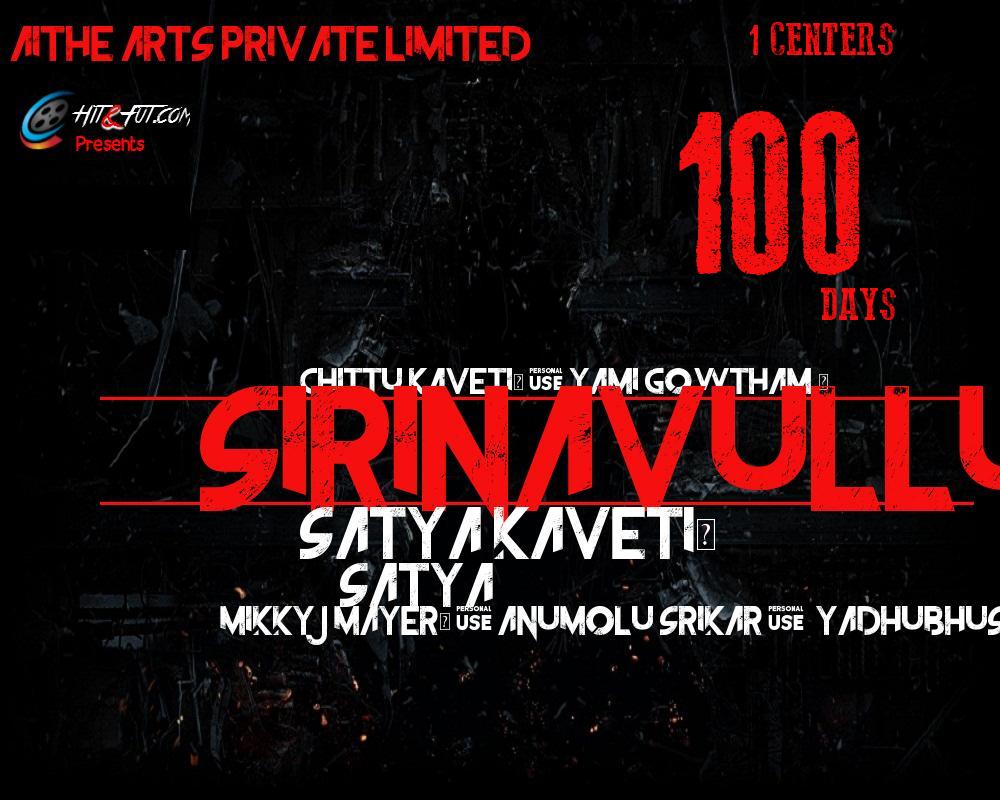 AITHE ARTS PRIVATE LIMITED
1 CENTERS
HIT&FUT.COM
Presents
100
DAYS
CHITTU KAVETI PERSONAL USE YAMI GOWTHAM
SIRINAVULLU
SATYA KAVETI
SATYA
MIKKY J MAYER PERSONAL USE ANUMOLU SRIKAR PERSONAL USE YADHUBHUS